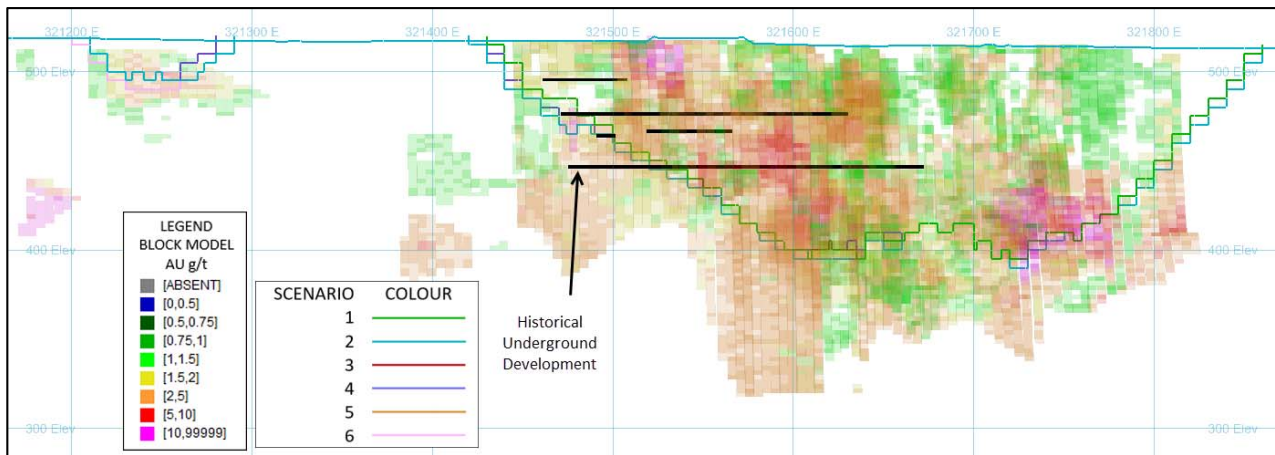 321200 E
321300 E
321400 E
321500 E
321600 E
321700 E
321800 E
500 Elev
500 Elev
400 Elev
400 Elev
300 Elev
300 Elev
LEGEND
BLOCK MODEL
AU g/t
[ABSENT]
[0,0.5]
[0.5,0.75]
[0.75,1]
[1,1.5]
[1.5,2]
[2,5]
[5,10]
[10,99999]
SCENARIO COLOUR
1
2
3
4
5
6
Historical
Underground
Development